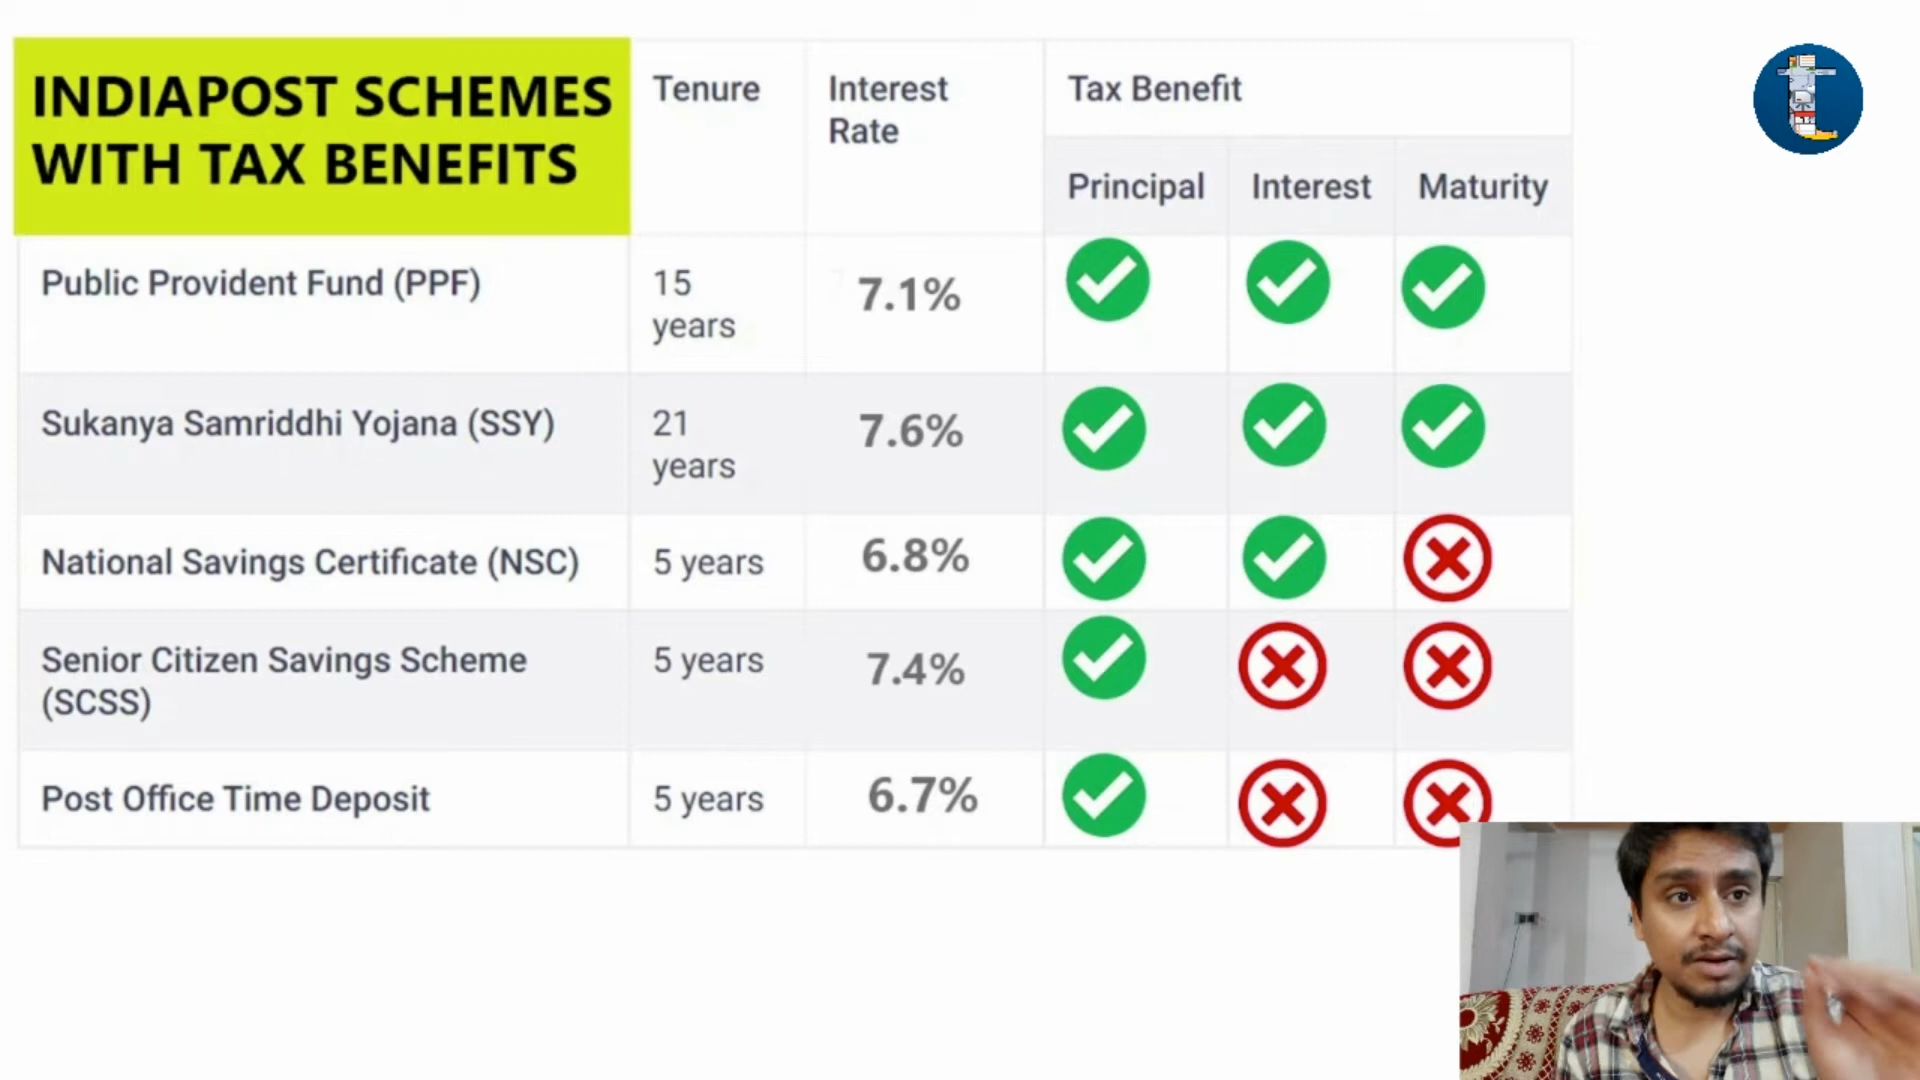 INDIAPOST SCHEMES
WITH TAX BENEFITS
Tenure
Interest
Rate
Tax Benefit
Principal
Interest
Maturity
Public Provident Fund (PPF)
15
years
7.1%
Sukanya Samriddhi Yojana (SSY)
21
years
7.6%
National Savings Certificate (NSC)
5 years
6.8%
Senior Citizen Savings Scheme
(SCSS)
5 years
7.4%
Post Office Time Deposit
5 years
6.7%